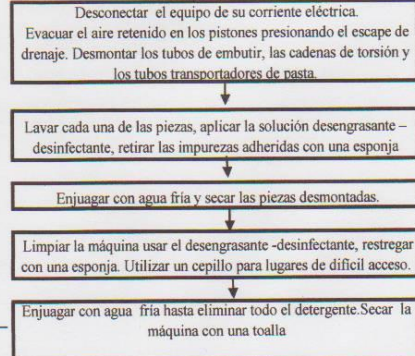 Desconectar el equipo de su corriente eléctrica.
Evacuar el aire retenido en los pistones presionando el escape de
drenaje. Desmontar los tubos de embutir, las cadenas de torsión y
los tubos transportadores de pasta.
Lavar cada una de las piezas, aplicar la solución desengrasante –
desinfectante, retirar las impurezas adheridas con una esponja
Enjuagar con agua fría y secar las piezas desmontadas.
Limpiar la máquina usar el desengrasante -desinfectante, restregar
con una esponja. Utilizar un cepillo para lugares de difícil acceso.
Enjuagar con agua fría hasta eliminar todo el detergente.Secar la
máquina con una toalla